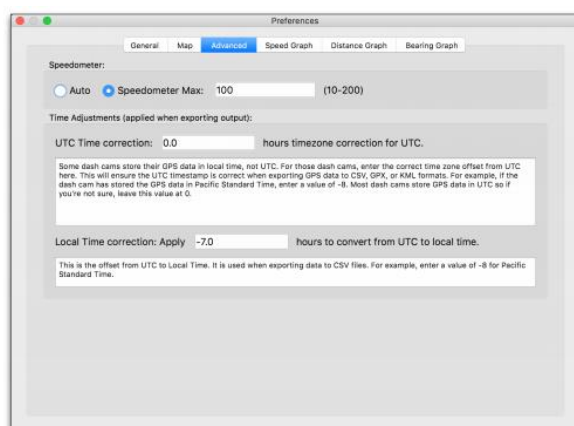 Preferences
General Map Advanced Speed Graph Distance Graph Bearing Graph
Speedometer:
Auto Speedometer Max: 100 (10-200)
Time Adjustments (applied when exporting output):
UTC Time correction: 0.0 hours timezone correction for UTC.
Some dash cams store their GPS data in local time, not UTC. For those dash cams, enter the correct time zone offset from UTC
here. This will ensure the UTC timestamp is correct when exporting GPS data to CSV, GPX, or KML formats. For example, if the
dash cam has stored the GPS data in Pacific Standard Time, enter a value of -8. Most dash cams store GPS data in UTC so if
you're not sure, leave this value at 0.
Local Time correction: Apply -7.0 hours to convert from UTC to local time.
This is the offset from UTC to Local Time. It is used when exporting data to CSV files. For example, enter a value of -8 for Pacific
Standard Time.